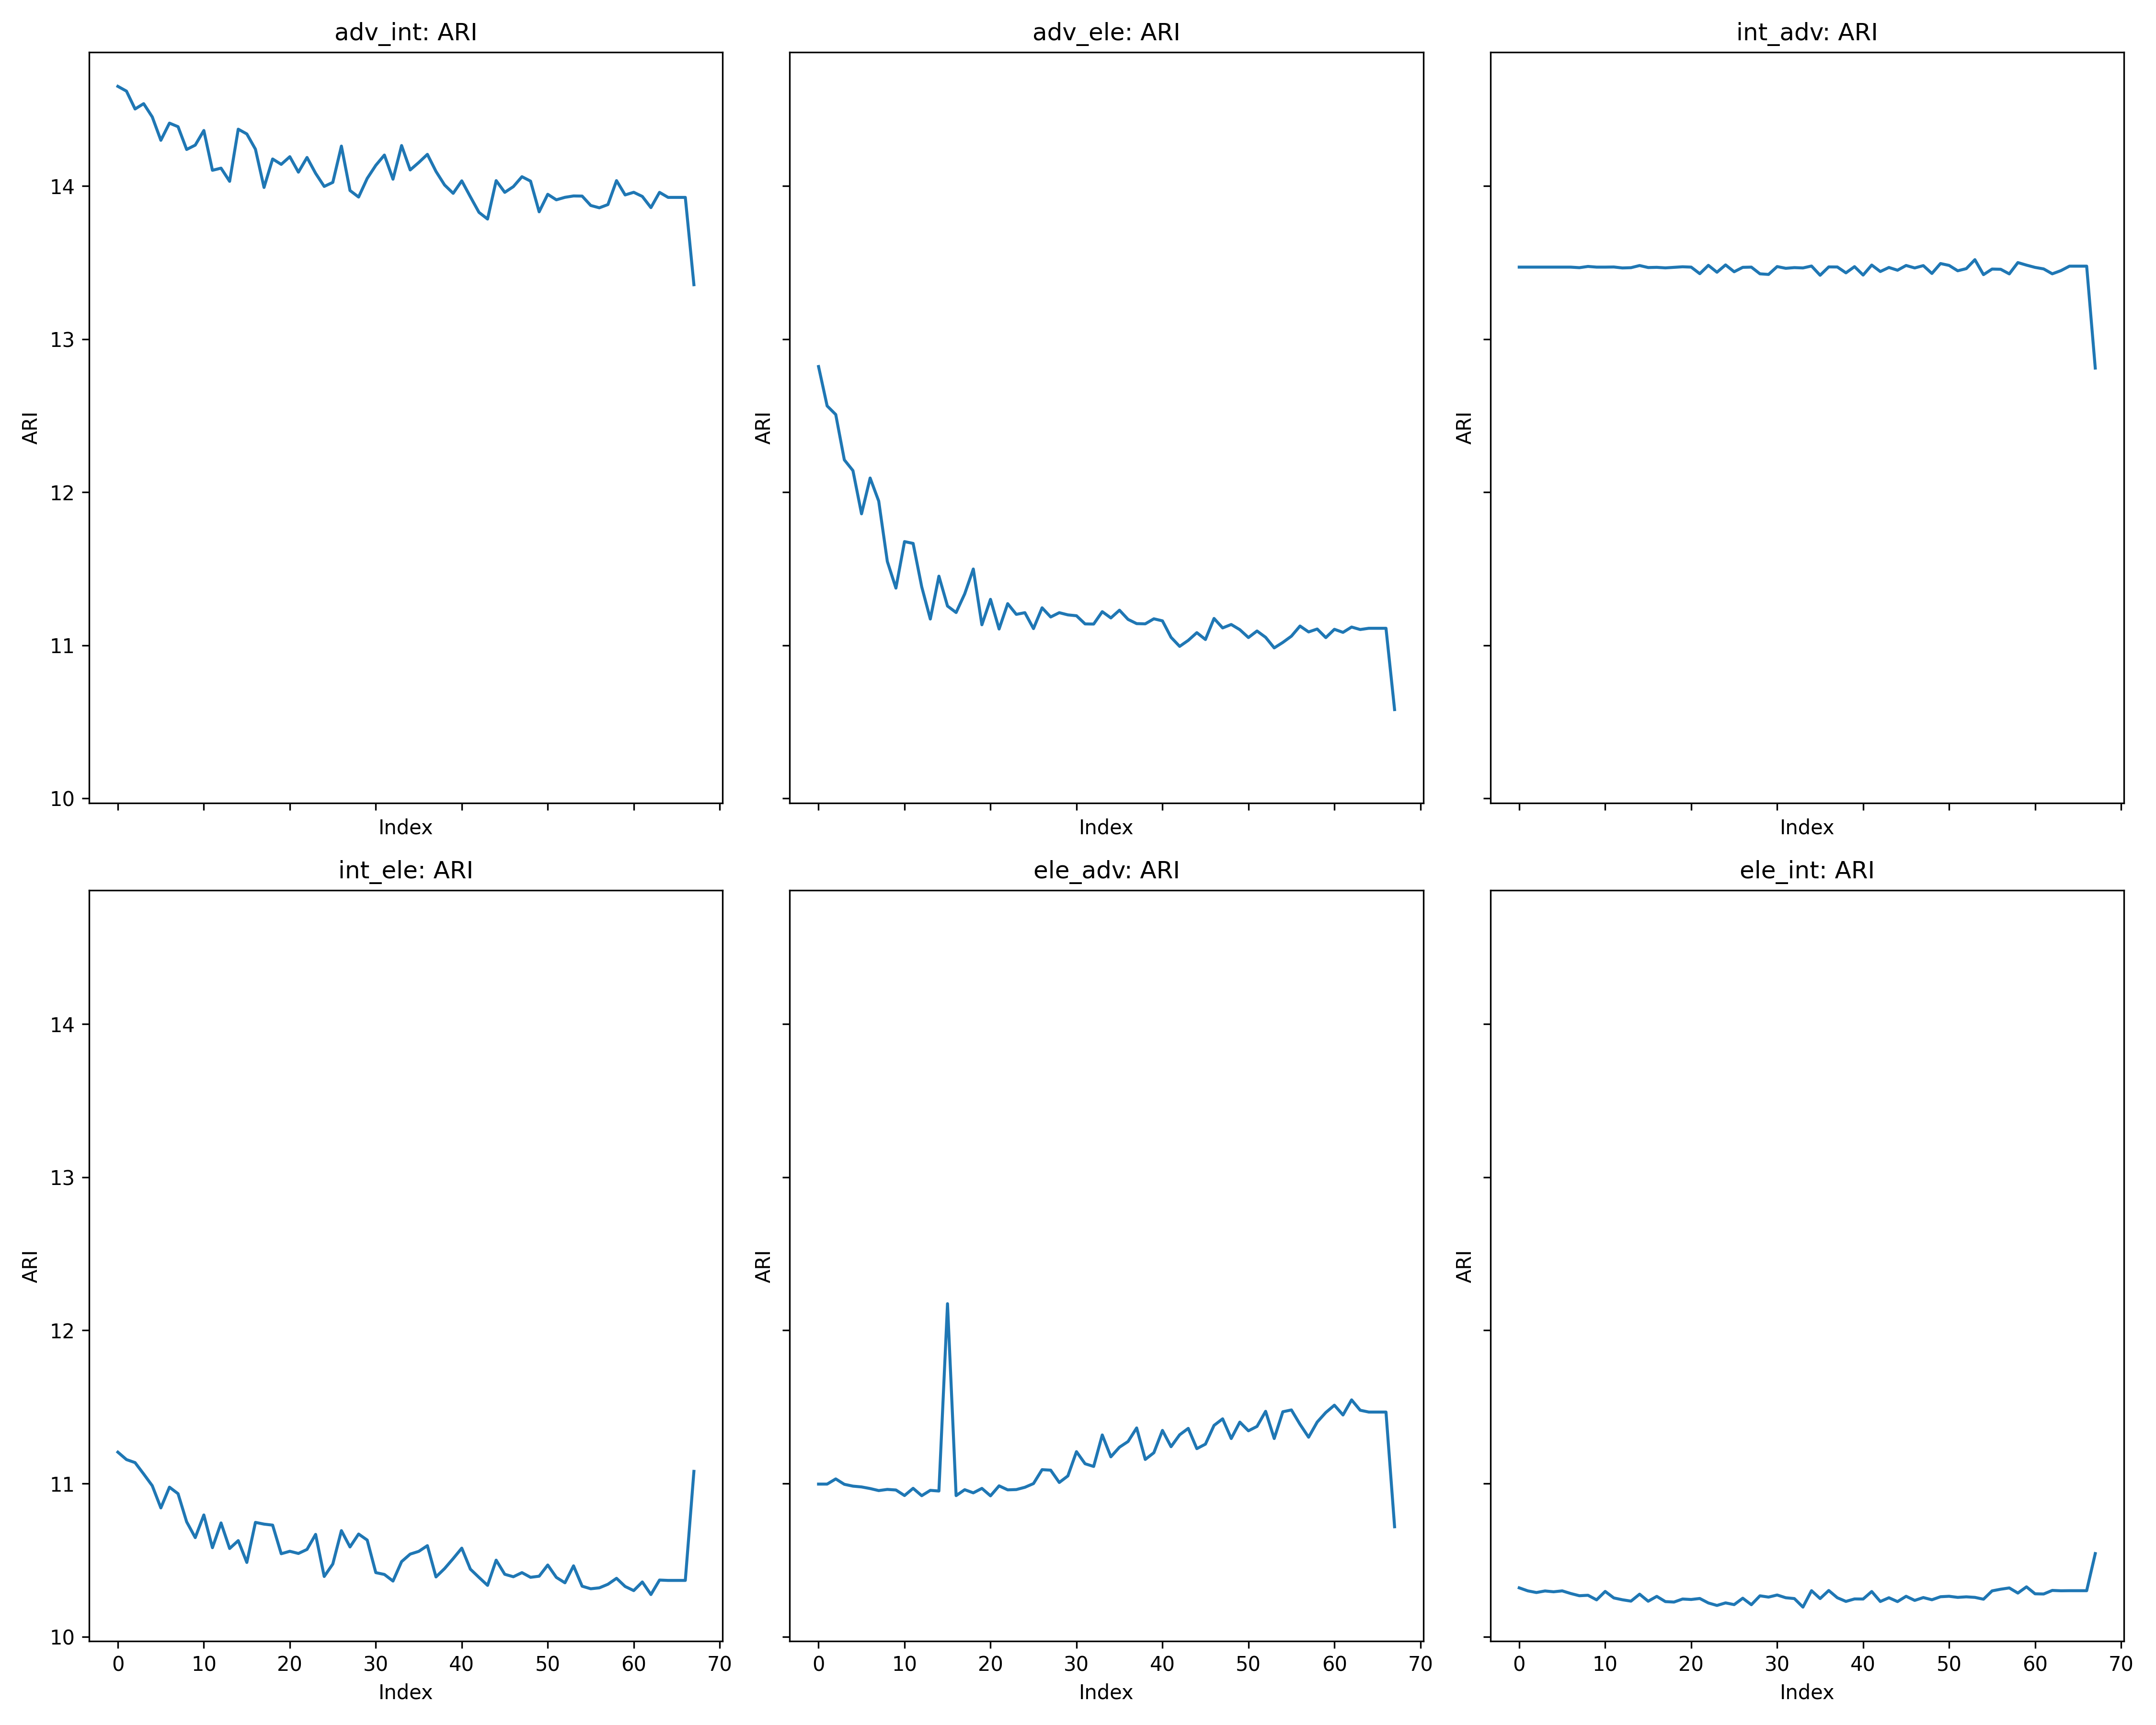 adv_int: ARI
adv_ele: ARI
int_adv: ARI
ARI
14
13
12
11
10
Index
ARI
Index
ARI
Index
int_ele: ARI
ele_adv: ARI
ele_int: ARI
ARI
14
13
12
11
10
0 10 20 30 40 50 60 70
Index
ARI
0 10 20 30 40 50 60 70
Index
ARI
0 10 20 30 40 50 60 70
Index